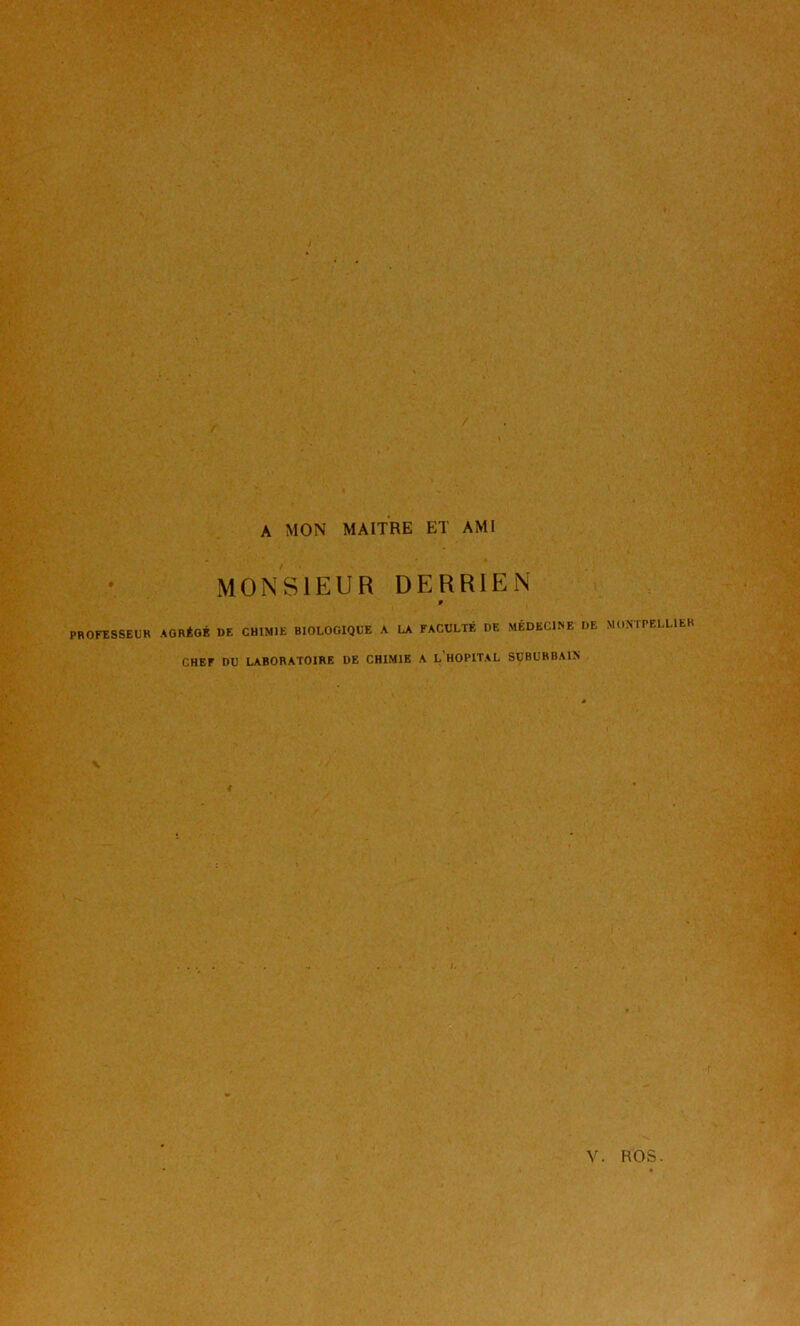 A MON MAITRE ET AMI
MONSIEUR DERRIEN
PROFESSEUR AGRÉGÉ DE CHIMIE BIOLOGIQUE A LA FACULTÉ DE MÉDECINE DE MONTPELLIER
CHEF DU LABORATOIRE DE CHIMIE A L'HOPITAL SUBURBAIN
V. ROS.